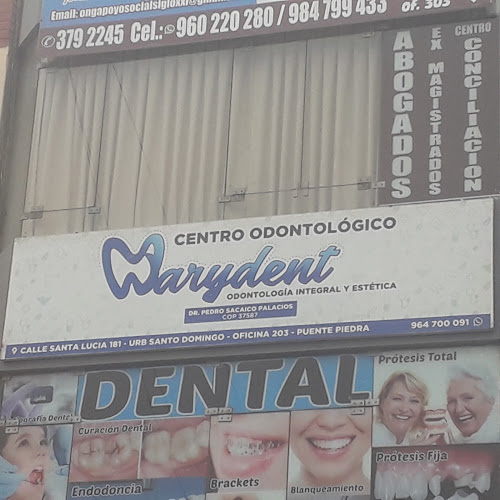 Email: ongapoyosocialsigloxxi@
of. 303
379 2245 Cel.: 960 220 280 / 984 799 433
ABOGADOS
EX MAGISTRADOS
CENTRO
CONCILIACION
CENTRO ODONTOLÓGICO
Marydent
ODONTOLOGÍA INTEGRAL Y ESTÉTICA
DR. PEDRO SACAICO PALACIOS
COP 37587
CALLE SANTA LUCIA 181 - URB SANTO DOMINGO - OFICINA 203 - PUENTE PIEDRA
964 700 091
DENTAL
Prótesis Total
Curación Dental
Endodoncia
Brackets
Blanqueamiento
Prótesis Fija